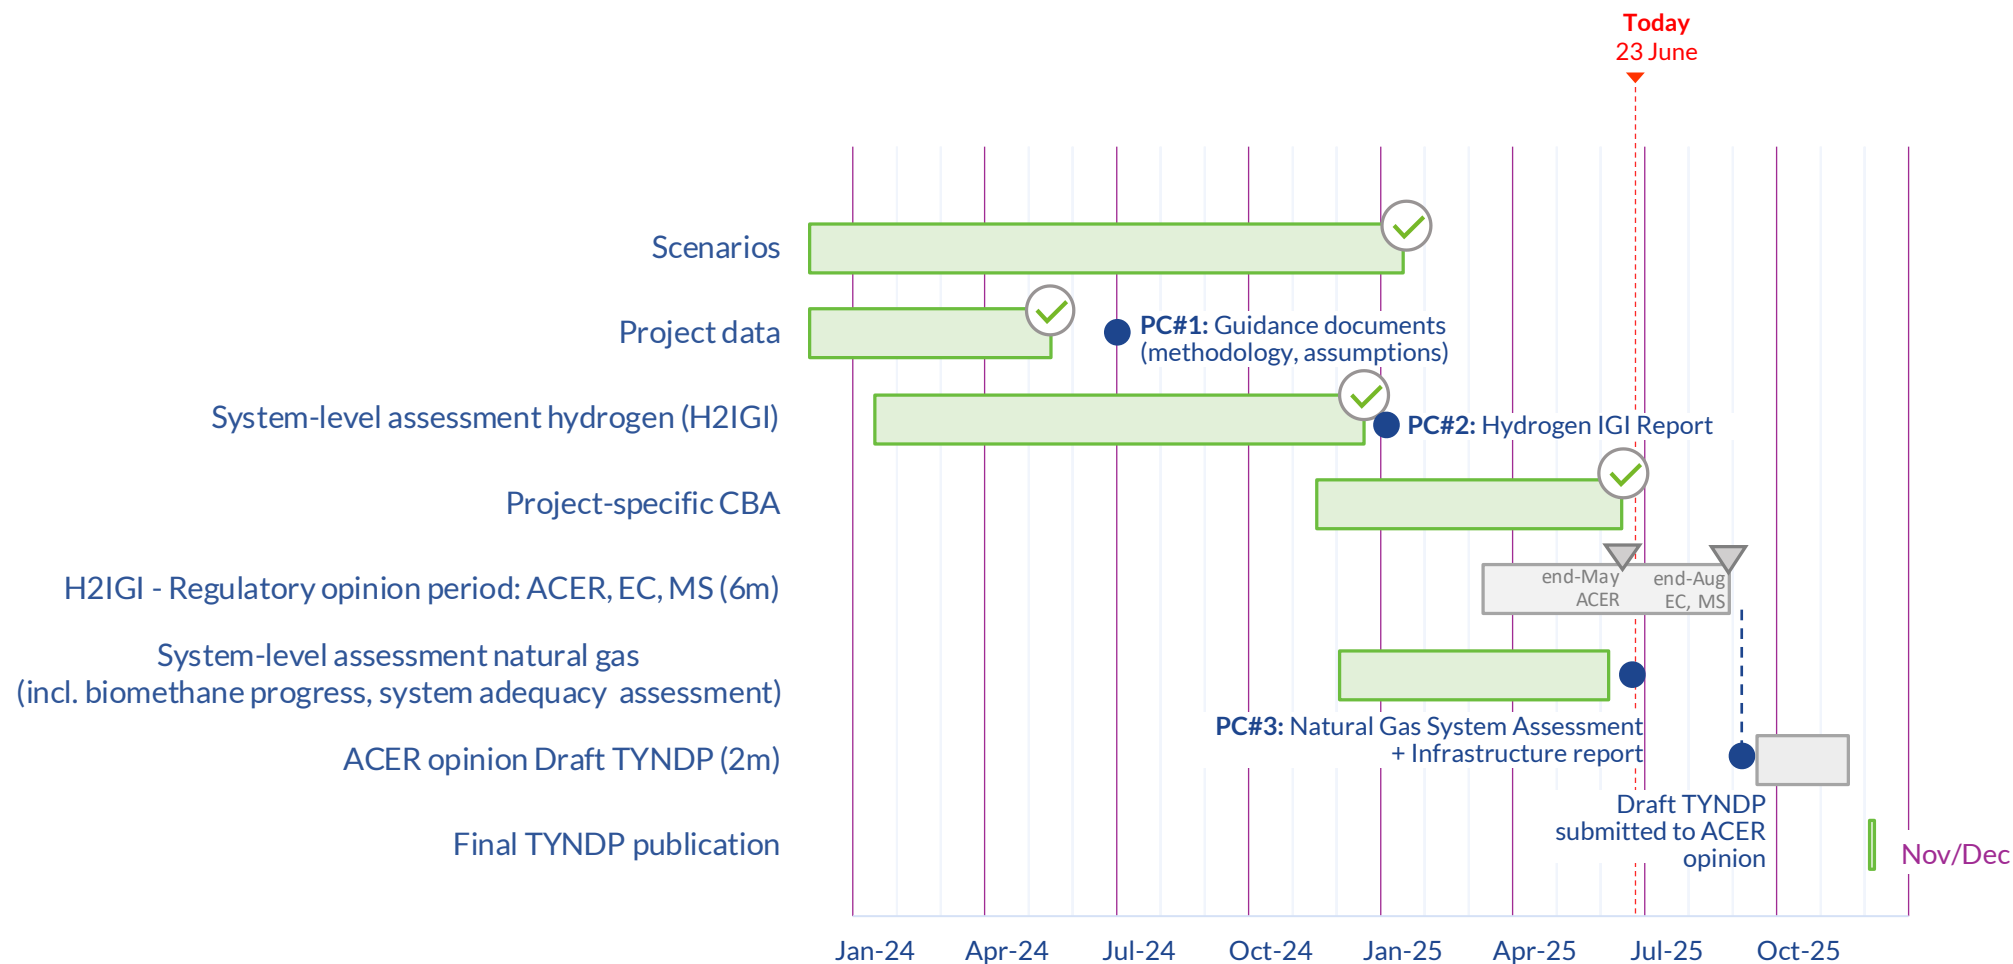 Today
23 June
Scenarios
Project data
PC#1: Guidance documents
(methodology, assumptions)
System-level assessment hydrogen (H2IGI)
PC#2: Hydrogen IGI Report
Project-specific CBA
H2IGI - Regulatory opinion period: ACER, EC, MS (6m)
end-May
ACER
end-Aug
EC, MS
System-level assessment natural gas
(incl. biomethane progress, system adequacy assessment)
PC#3: Natural Gas System Assessment
+ Infrastructure report
ACER opinion Draft TYNDP (2m)
Draft TYNDP
submitted to ACER
opinion
Final TYNDP publication
Nov/Dec
Jan-24
Apr-24
Jul-24
Oct-24
Jan-25
Apr-25
Jul-25
Oct-25